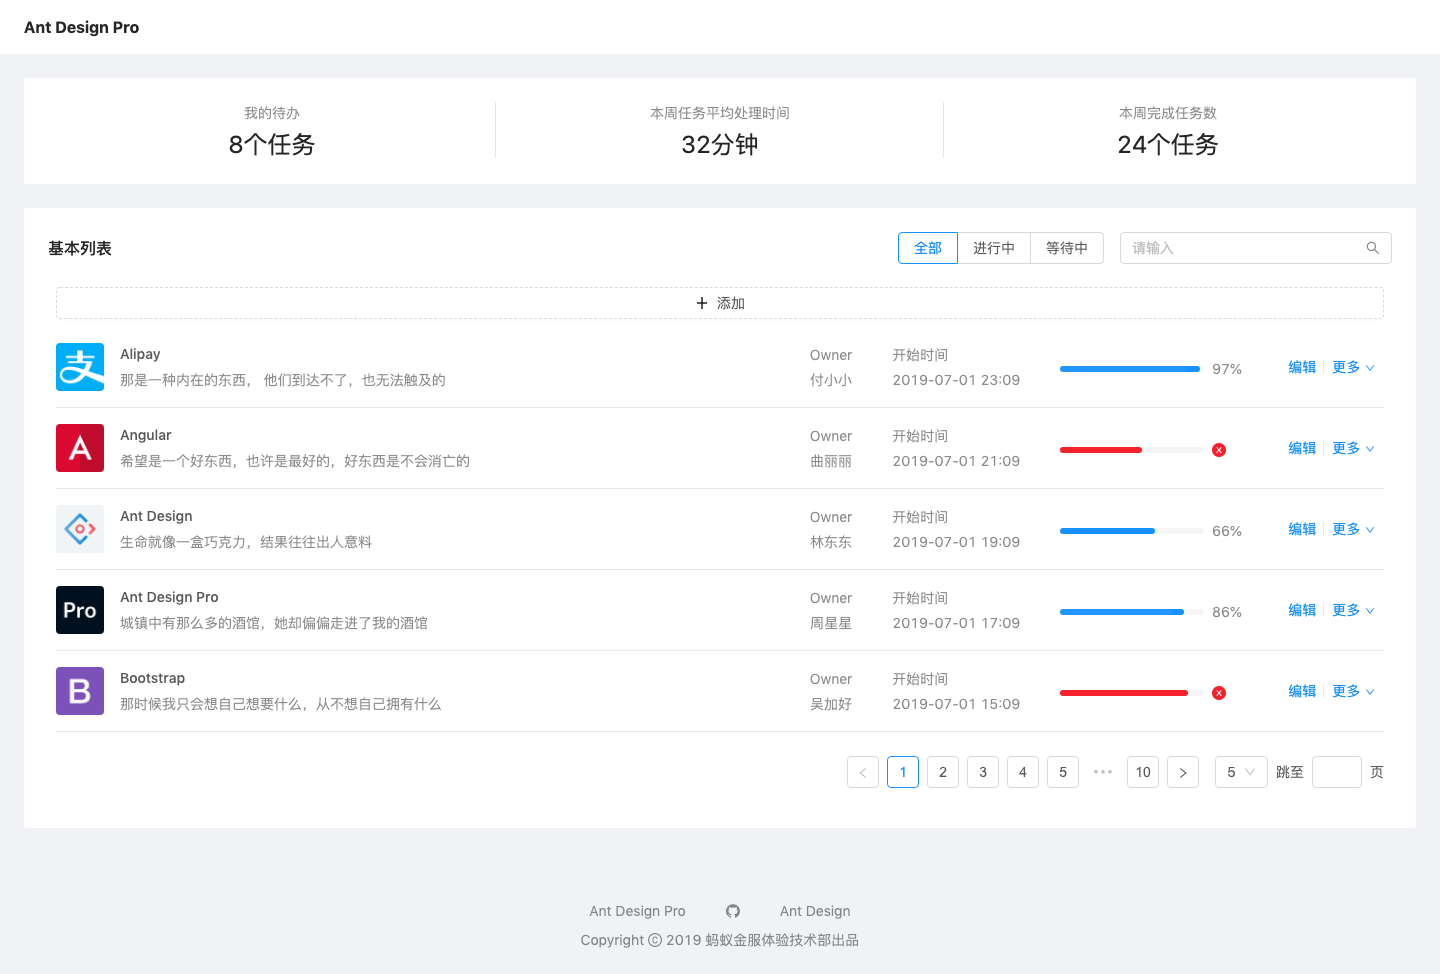 Ant Design Pro
我的待办
8个任务
本周任务平均处理时间
32分钟
本周完成任务数
24个任务
基本列表
全部 进行中 等待中 请输入
添加
支 Alipay Owner 开始时间 97% 编辑 更多
那是一种内在的东西， 他们到达不了，也无法触及的 付小小 2019-07-01 23:09
A Angular Owner 开始时间 编辑 更多
希望是一个好东西，也许是最好的，好东西是不会消亡的 曲丽丽 2019-07-01 21:09
Ant Design Owner 开始时间 66% 编辑 更多
生命就像一盒巧克力，结果往往出人意料 林东东 2019-07-01 19:09
Pro Ant Design Pro Owner 开始时间 86% 编辑 更多
城镇中有那么多的酒馆，她却偏偏走进了我的酒馆 周星星 2019-07-01 17:09
B Bootstrap Owner 开始时间 编辑 更多
那时候我只会想自己想要什么，从不想自己拥有什么 吴加好 2019-07-01 15:09
< 1 2 3 4 5 ••• 10 > 5 跳至 页
Ant Design Pro Ant Design
Copyright © 2019 蚂蚁金服体验技术部出品